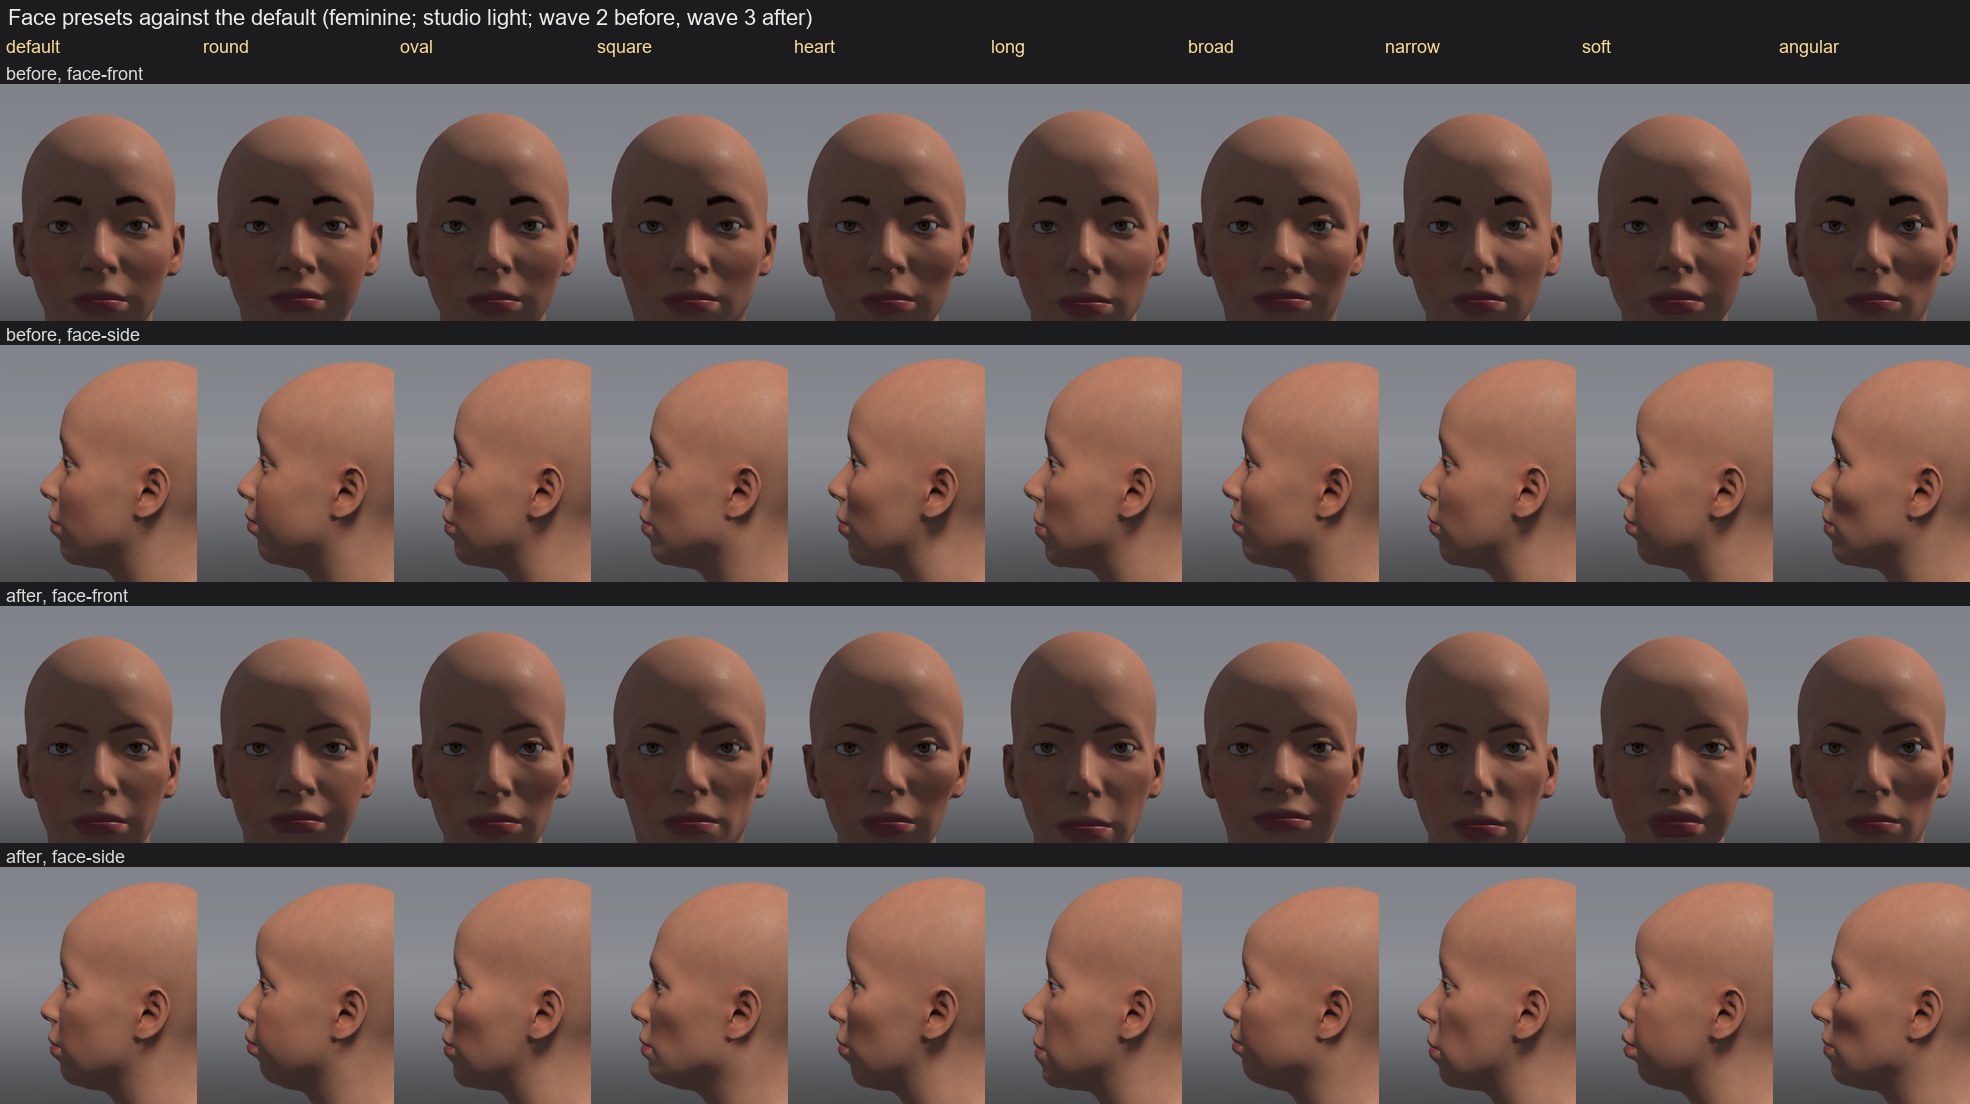 Face presets against the default (feminine; studio light; wave 2 before, wave 3 after)
default round oval square heart long broad narrow soft angular
before, face-front
before, face-side
after, face-front
after, face-side